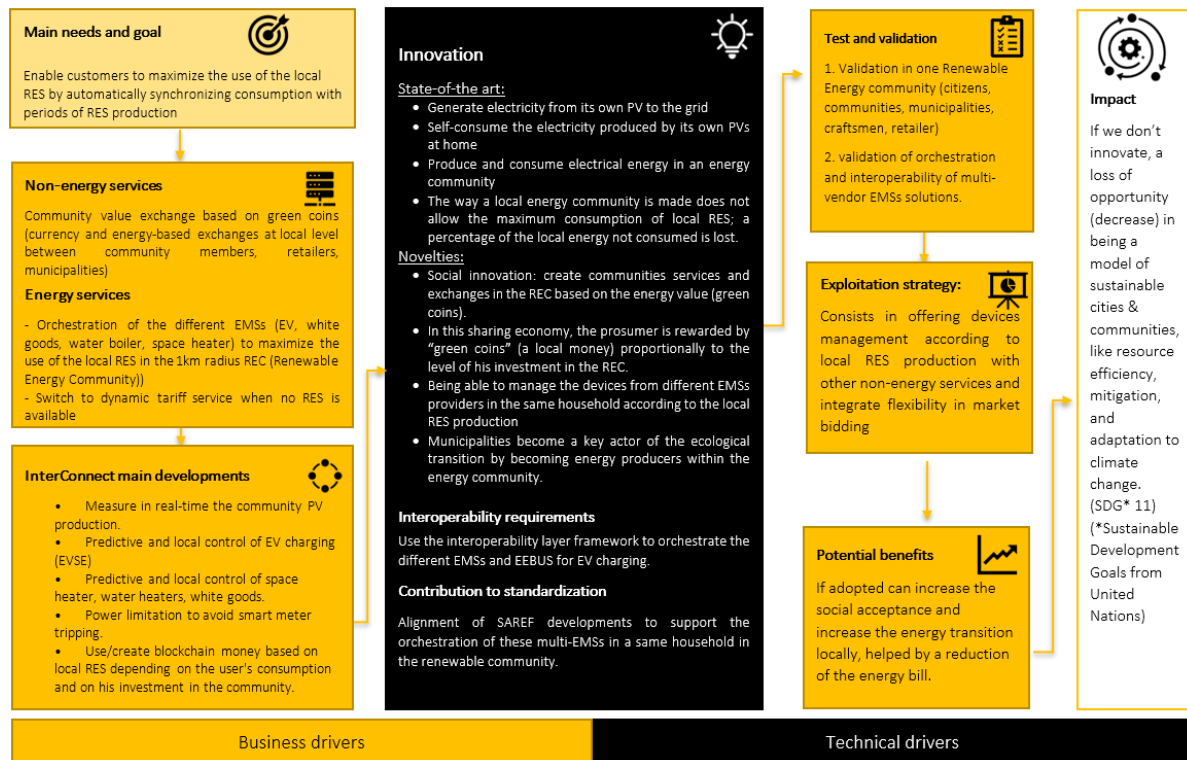 Main needs and goal
Enable customers to maximize the use of the local
RES by automatically synchronizing consumption with
periods of RES production
Non-energy services
Community value exchange based on green coins
(currency and energy-based exchanges at local level
between community members, retailers,
municipalities)
Energy services
- Orchestration of the different EMSs (EV, white
goods, water boiler, space heater) to maximize the
use of the local RES in the 1km radius REC (Renewable
Energy Community))
- Switch to dynamic tariff service when no RES is
available
InterConnect main developments
• Measure in real-time the community PV
production.
• Predictive and local control of EV charging
(EVSE)
• Predictive and local control of space
heater, water heaters, white goods.
• Power limitation to avoid smart meter
tripping.
• Use/create blockchain money based on
local RES depending on the user's consumption
and on his investment in the community.
Innovation
State-of-the art:
• Generate electricity from its own PV to the grid
• Self-consume the electricity produced by its own PVs
at home
• Produce and consume electrical energy in an energy
community
• The way a local energy community is made does not
allow the maximum consumption of local RES; a
percentage of the local energy not consumed is lost.
Novelties:
• Social innovation: create communities services and
exchanges in the REC based on the energy value (green
coins).
• In this sharing economy, the prosumer is rewarded by
“green coins” (a local money) proportionally to the
level of his investment in the REC.
• Being able to manage the devices from different EMSs
providers in the same household according to the local
RES production
• Municipalities become a key actor of the ecological
transition by becoming energy producers within the
energy community.
Interoperability requirements
Use the interoperability layer framework to orchestrate the
different EMSs and EEBUS for EV charging.
Contribution to standardization
Alignment of SAREF developments to support the
orchestration of these multi-EMSs in a same household in
the renewable community.
Test and validation
1. Validation in one Renewable
Energy community (citizens,
communities, municipalities,
craftsmen, retailer)
2. validation of orchestration
and interoperability of multi-
vendor EMSs solutions.
Exploitation strategy:
Consists in offering devices
management according to
local RES production with
other non-energy services and
integrate flexibility in market
bidding
Potential benefits
If adopted can increase the
social acceptance and
increase the energy transition
locally, helped by a reduction
of the energy bill.
Impact
If we don’t
innovate, a
loss of
opportunity
(decrease) in
being a
model of
sustainable
cities &
communities,
like resource
efficiency,
mitigation,
and
adaptation to
climate
change.
(SDG* 11)
(*Sustainable
Development
Goals from
United
Nations)
Business drivers
Technical drivers